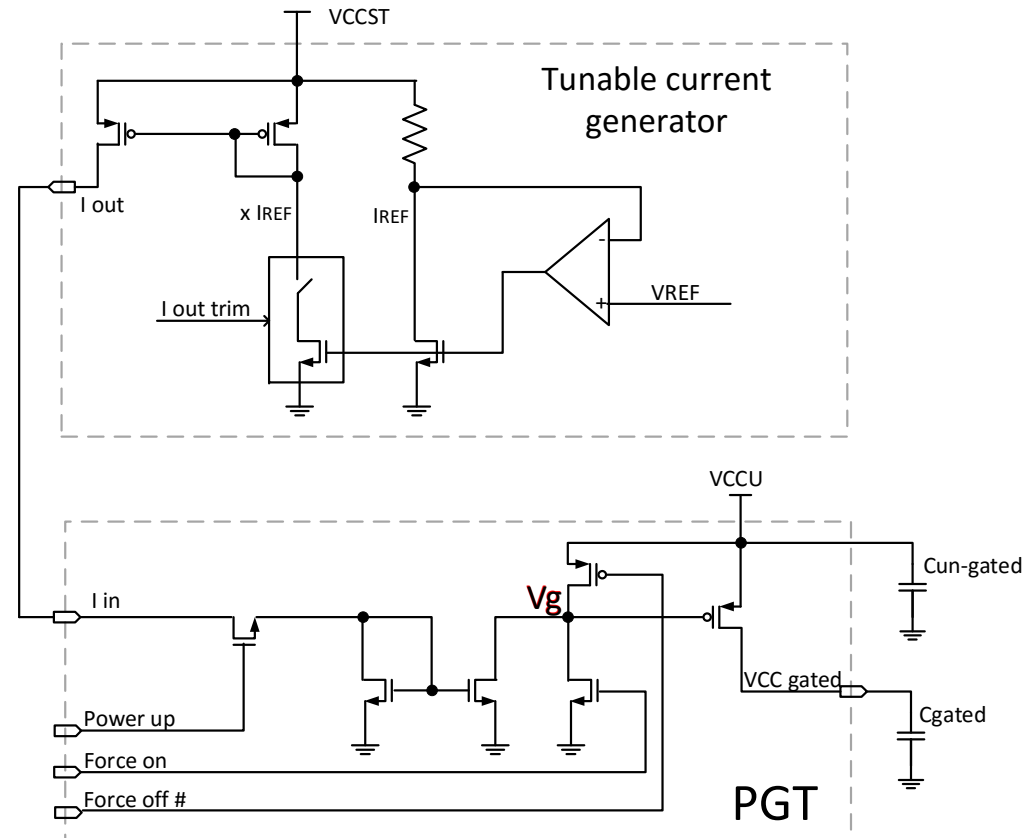 VCCST
Tunable current
generator
I out
x IREF
IREF
-
+
VREF
I out trim
VCCU
Cun-gated
Vg
I in
VCC gated
Cgated
Power up
Force on
Force off #
PGT